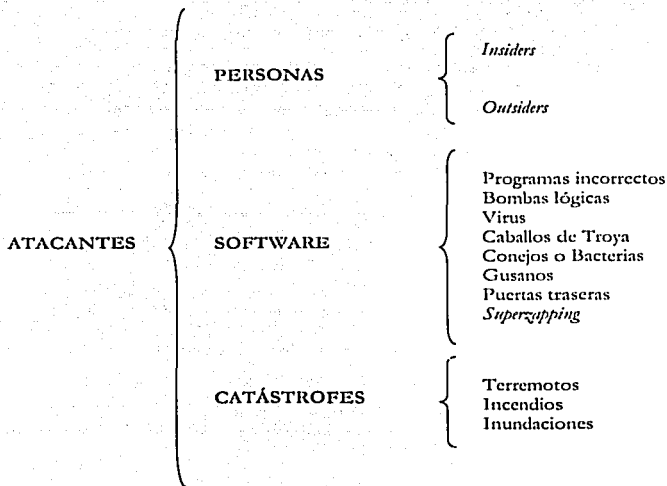 ATACANTES
PERSONAS
Insiders
Outsiders
SOFTWARE
Programas incorrectos
Bombas lógicas
Virus
Caballos de Troya
Conejos o Bacterias
Gusanos
Puertas traseras
Superzapping
CATÁSTROFES
Terremotos
Incendios
Inundaciones